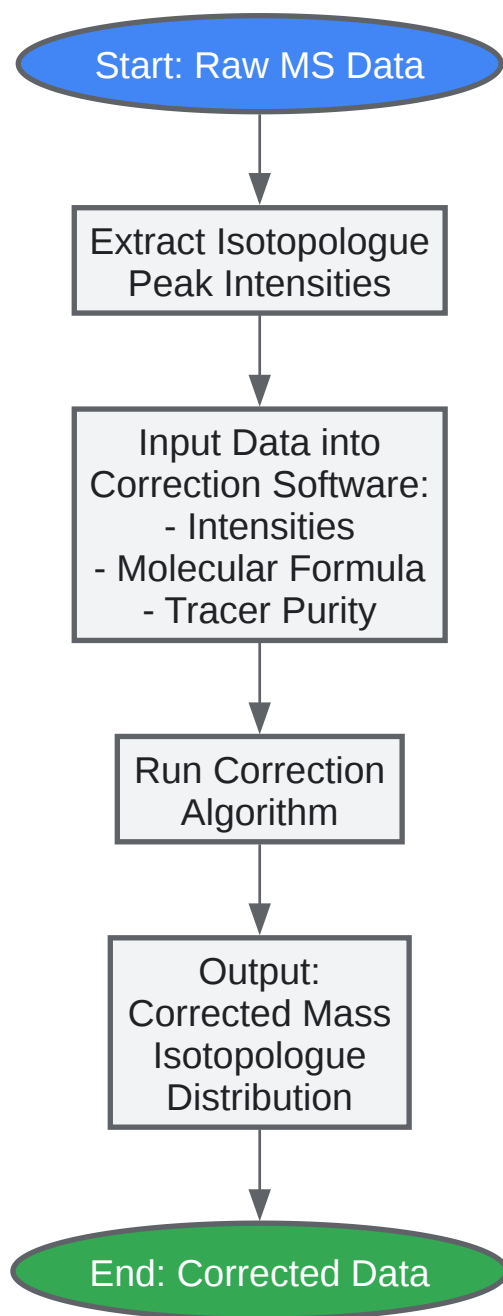 Start: Raw MS Data
Extract Isotopologue
Peak Intensities
Input Data into
Correction Software:
- Intensities
- Molecular Formula
- Tracer Purity
Run Correction
Algorithm
Output:
Corrected Mass
Isotopologue
Distribution
End: Corrected Data